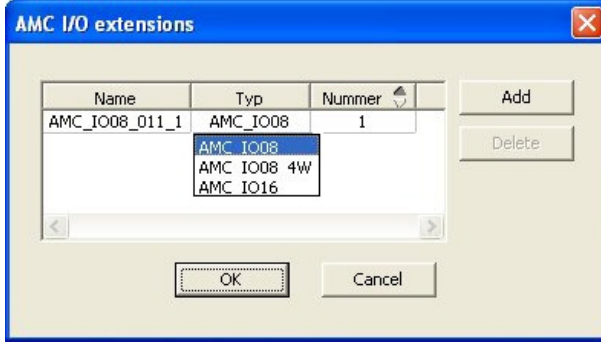 AMC I/O extensions
Name Typ Nummer
AMC_IO08_011_1 AMC_IO08 1
AMC_IO08
AMC_IO08_4W
AMC_IO16
Add
Delete
OK Cancel